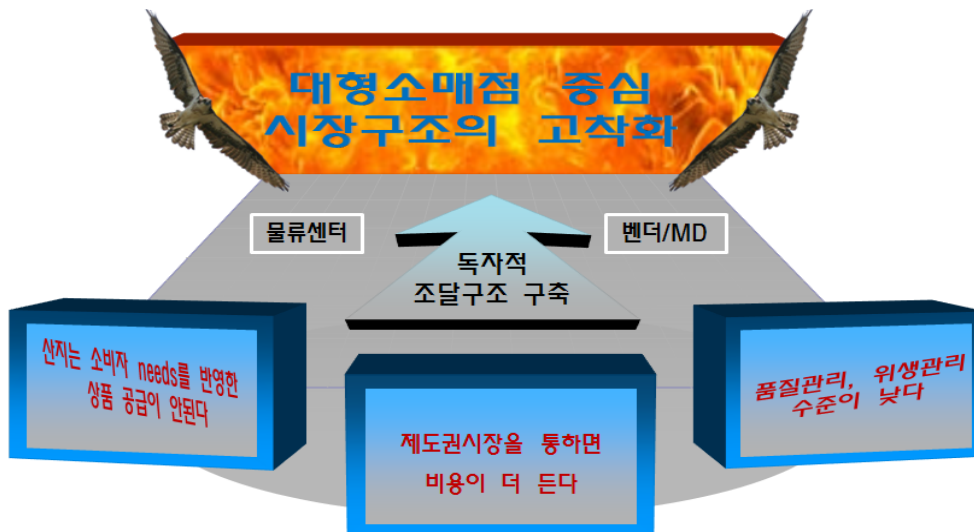 대형소매점 중심
시장구조의 고착화
물류센터
벤더/MD
독자적
조달구조 구축
산지는 소비자 needs를 반영한
상품 공급이 안된다
제도권시장을 통하면
비용이 더 든다
품질관리, 위생관리
수준이 낮다